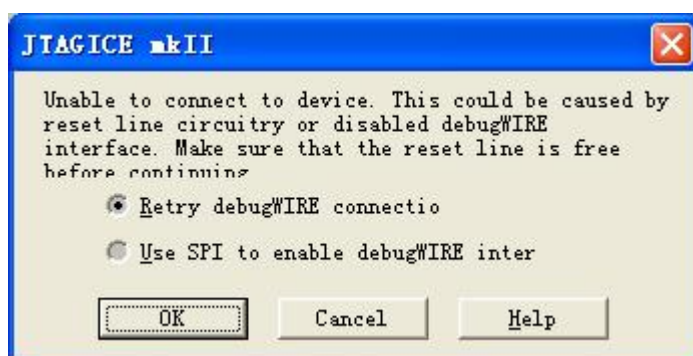 JTAGICE mkII
Unable to connect to device. This could be caused by
reset line circuitry or disabled debugWIRE
interface. Make sure that the reset line is free
before continuing
Retry debugWIRE connectio
Use SPI to enable debugWIRE inter
OK
Cancel
Help